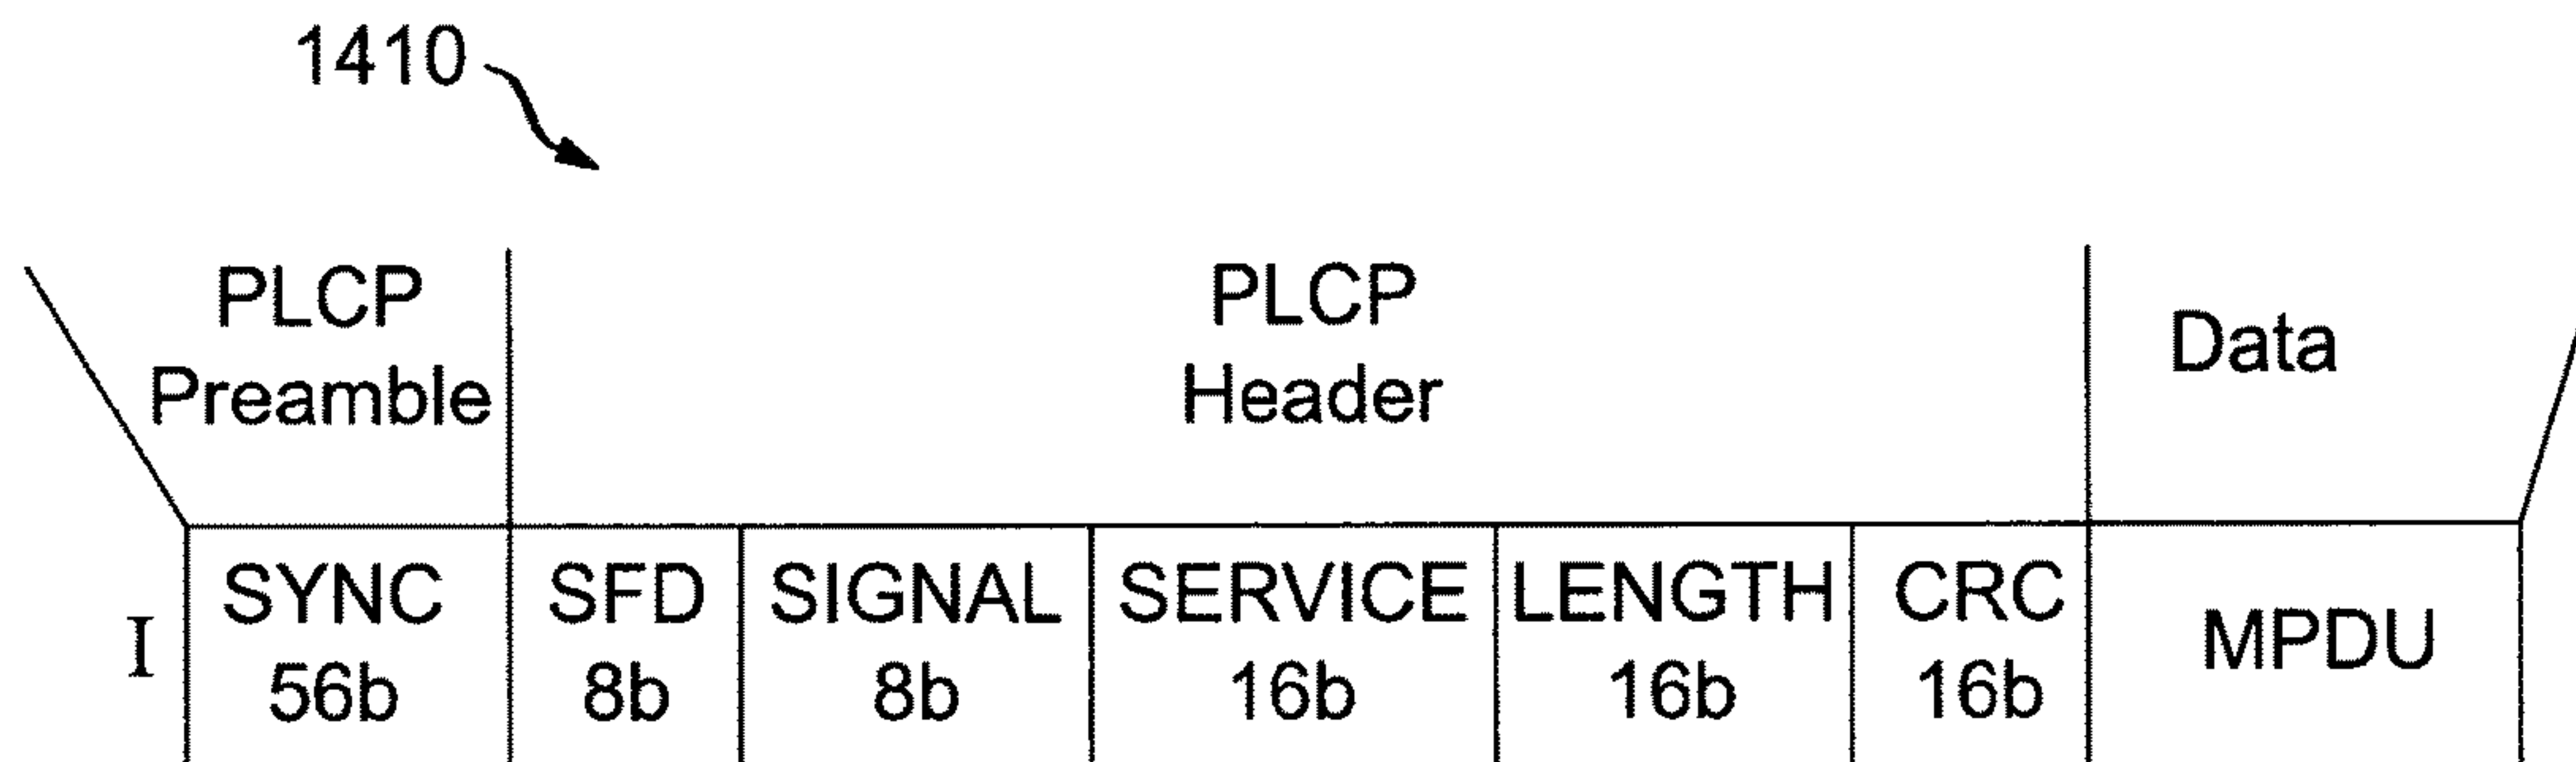 1410
PLCP PLCP
Preamble Header Data
SYNC SFD SIGNAL SERVICE LENGTH CRC
I MPDU
56b 8b 8b 16b 16b 16b